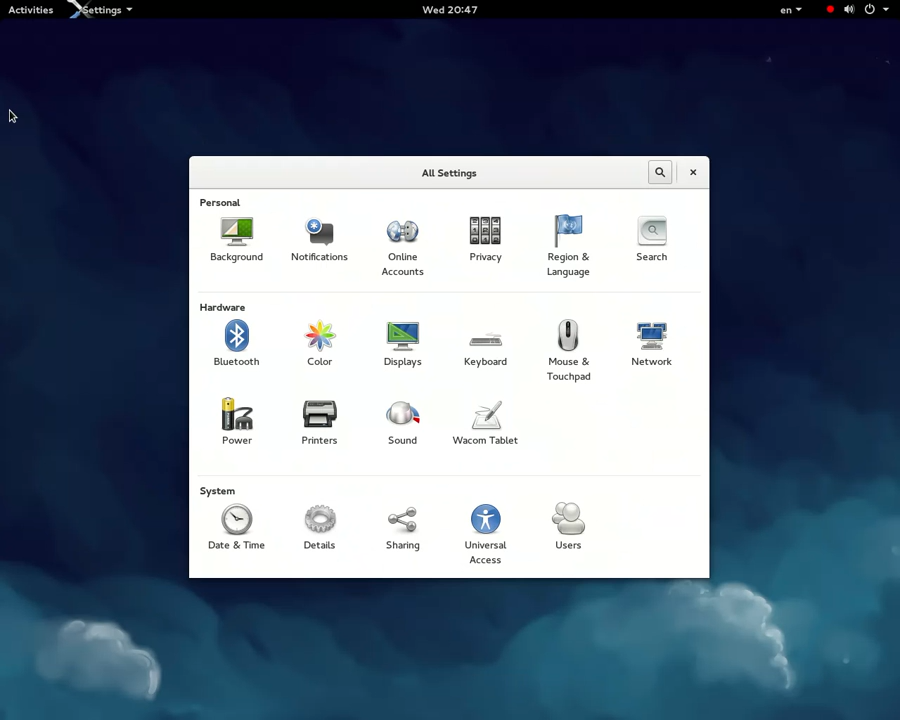 Activities Settings Wed 20:47 en
All Settings
Personal
Background Notifications Online Accounts Privacy Region & Language Search
Hardware
Bluetooth Color Displays Keyboard Mouse & Touchpad Network
Power Printers Sound Wacom Tablet
System
Date & Time Details Sharing Universal Access Users